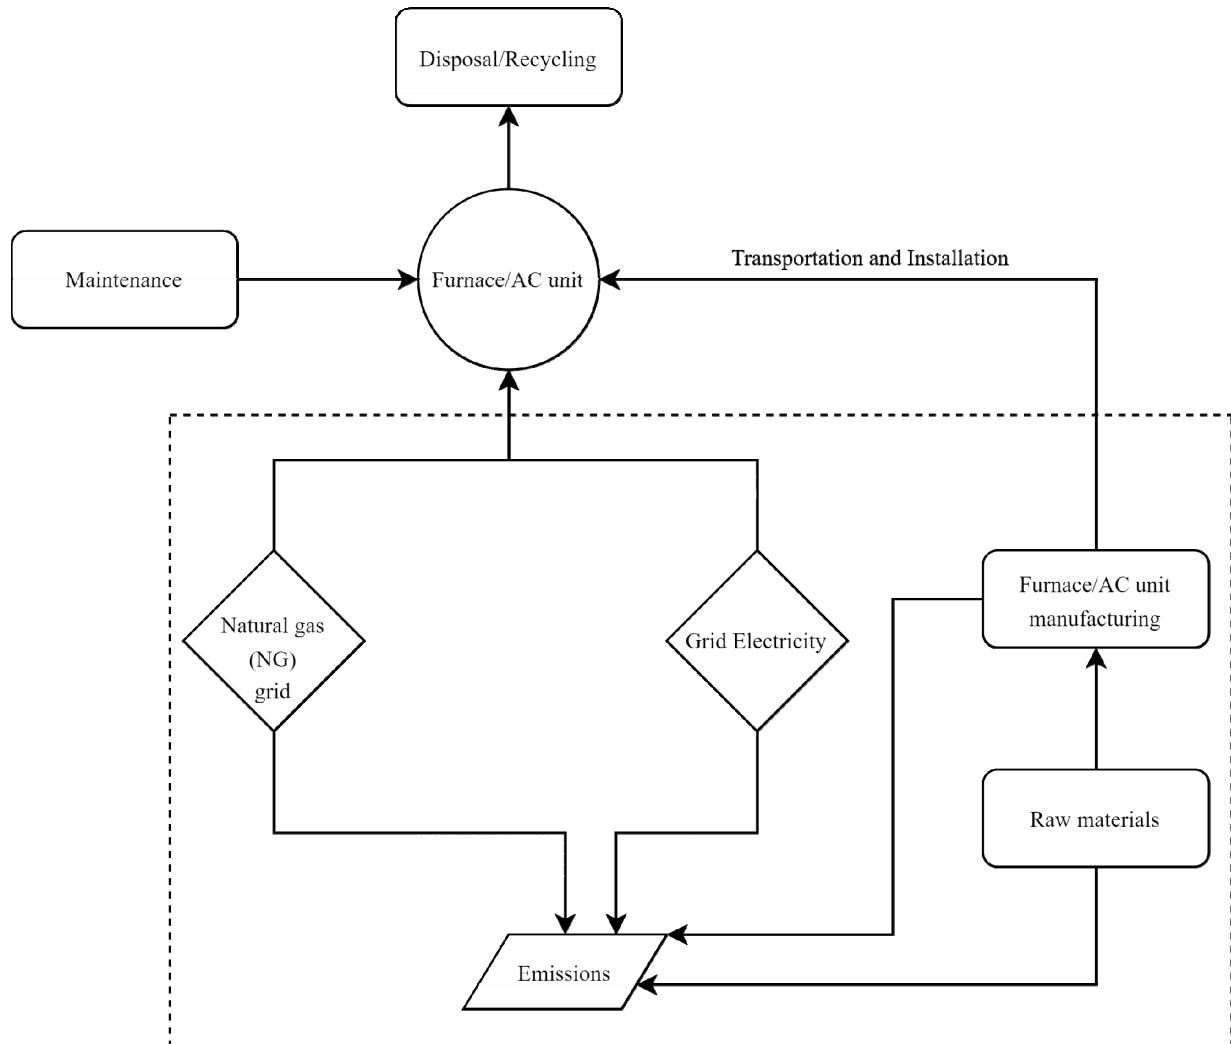 Disposal/Recycling
Maintenance
Furnace/AC unit
Transportation and Installation
Natural gas
(NG)
grid
Grid Electricity
Furnace/AC unit
manufacturing
Raw materials
Emissions